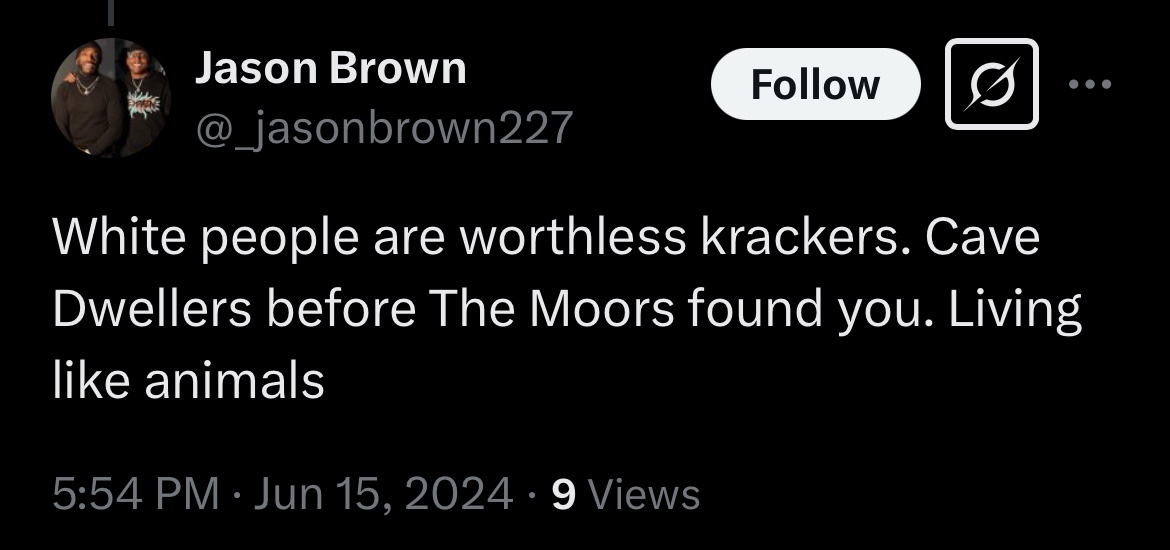 Jason Brown
@_jasonbrown227
Follow
White people are worthless krackers. Cave
Dwellers before The Moors found you. Living
like animals
5:54 PM · Jun 15, 2024 · 9 Views